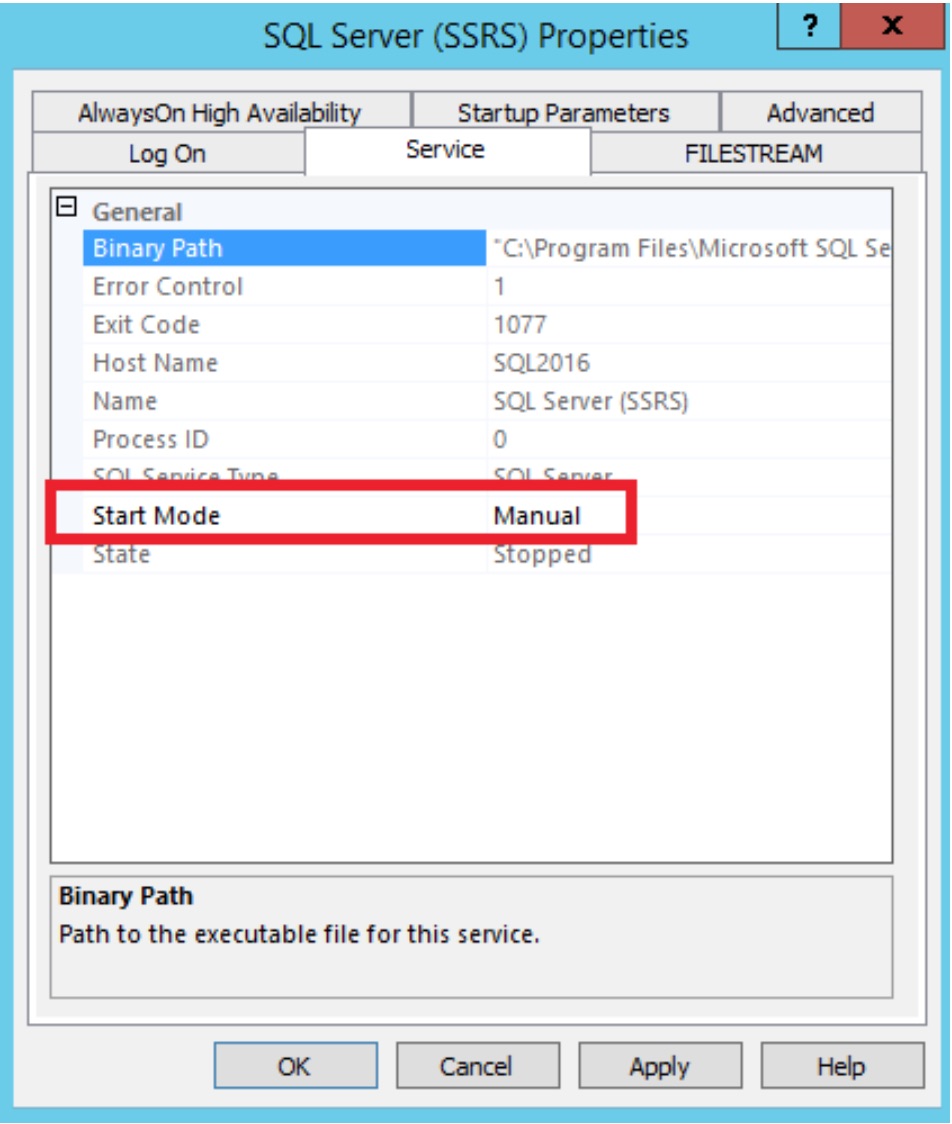 SQL Server (SSRS) Properties
? x
AlwaysOn High Availability Startup Parameters Advanced
Log On Service FILESTREAM
General
Binary Path "C:\Program Files\Microsoft SQL Se
Error Control 1
Exit Code 1077
Host Name SQL2016
Name SQL Server (SSRS)
Process ID 0
SQL Service Type SQL Server
Start Mode Manual
State Stopped
Binary Path
Path to the executable file for this service.
OK Cancel Apply Help